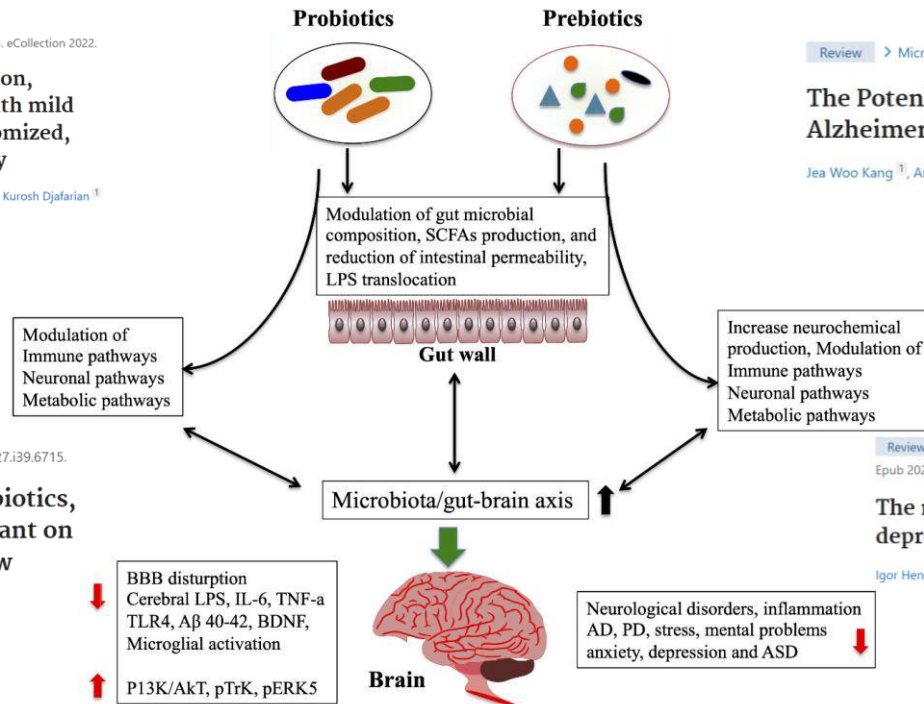 Probiotics
Prebiotics
. eCollection 2022.
on,
th mild
omized,
y
Kurosh Djafarian 1
Review > Micr
The Poten
Alzheimer
Jea Woo Kang 1, A
Modulation of gut microbial
composition, SCFAs production, and
reduction of intestinal permeability,
LPS translocation
Gut wall
Modulation of
Immune pathways
Neuronal pathways
Metabolic pathways
Increase neurochemical
production, Modulation of
Immune pathways
Neuronal pathways
Metabolic pathways
27.i39.6715.
biotics,
ant on
w
Review
Epub 202
The r
depr
Igor Hen
Microbiota/gut-brain axis
BBB disturption
Cerebral LPS, IL-6, TNF-a
TLR4, Aβ 40-42, BDNF,
Microglial activation
P13K/AkT, pTrK, pERK5
Brain
Neurological disorders, inflammation
AD, PD, stress, mental problems
anxiety, depression and ASD